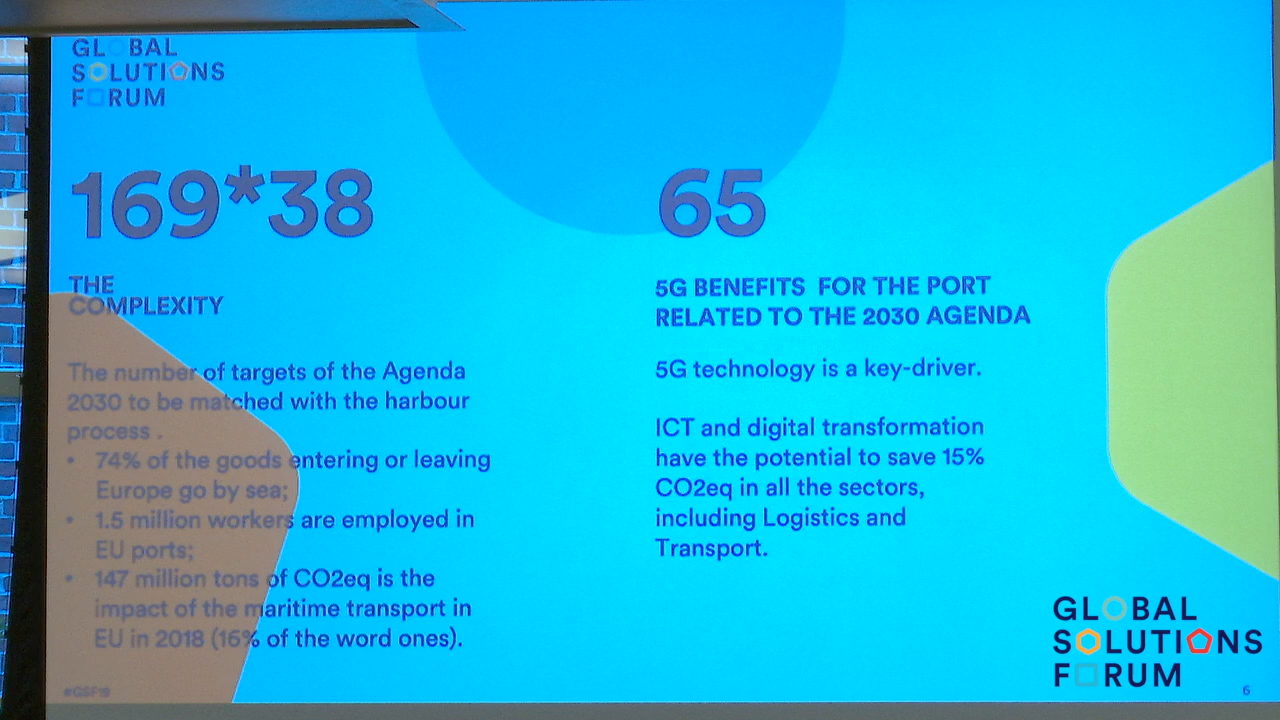 GLOBAL
SOLUTIONS
FORUM
169*38
THE
COMPLEXITY
The number of targets of the Agenda
2030 to be matched with the harbour
process .
• 74% of the goods entering or leaving
Europe go by sea;
• 1.5 million workers are employed in
EU ports;
• 147 million tons of CO2eq is the
impact of the maritime transport in
EU in 2018 (16% of the word ones).
#GSF19
65
5G BENEFITS FOR THE PORT
RELATED TO THE 2030 AGENDA
5G technology is a key-driver.
ICT and digital transformation
have the potential to save 15%
CO2eq in all the sectors,
including Logistics and
Transport.
GLOBAL
SOLUTIONS
FORUM
6